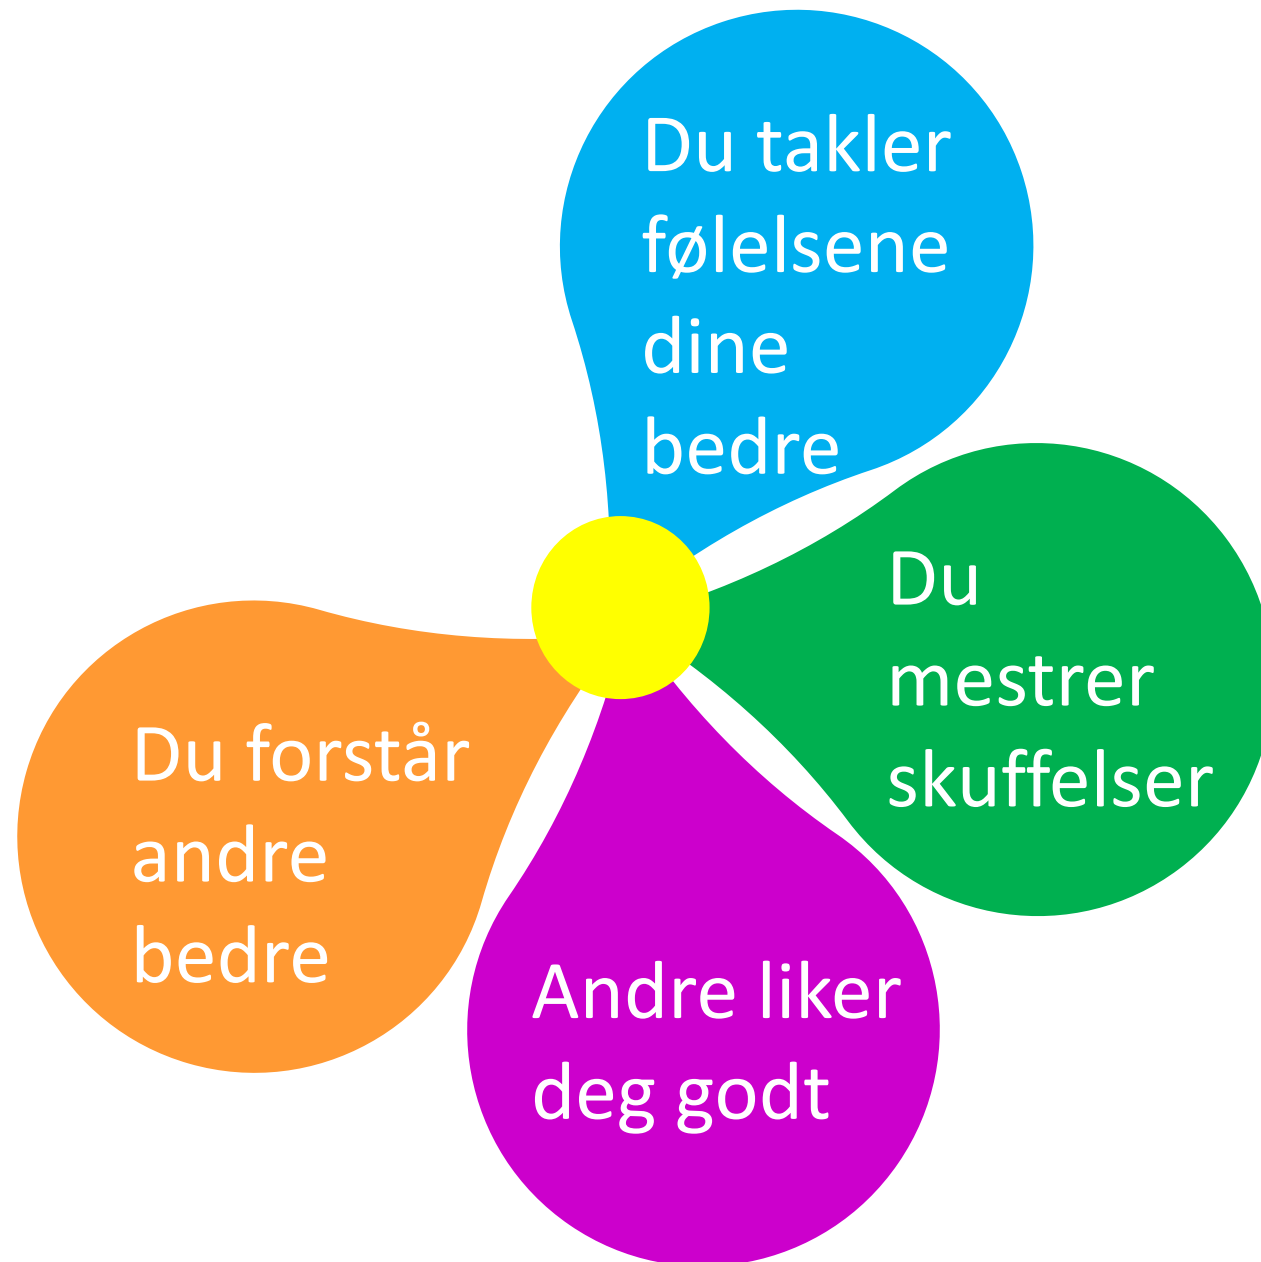 Du takler
følelsene
dine
bedre
Du
mestrer
skuffelser
Andre liker
deg godt
Du forstår
andre
bedre